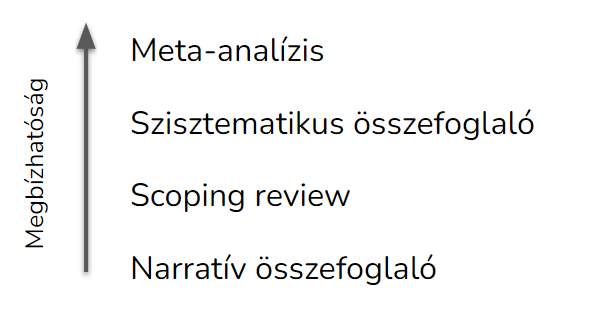 Megbízhatóság
Meta-analízis
Szisztematikus összefoglaló
Scoping review
Narratív összefoglaló